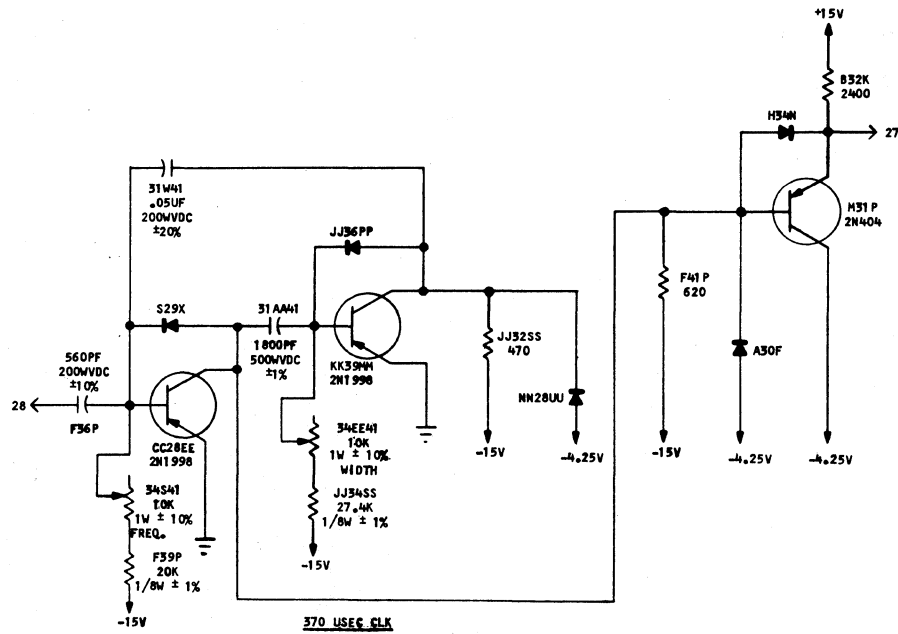 +15V
B32K
2400
H34N
27
31W41
.05UF
200WVDC
±20%
M31P
2N404
JJ36PP
F41P
620
S29X
31AA41
1800PF
500WVDC
±1%
KK39MM
2N1998
JJ32SS
470
A30F
560PF
200WVDC
±10%
28
F36P
NN28UU
CC28EE
2N1998
34EE41
10K
1W ± 10%
WIDTH
-15V
-4.25V
-15V
-4.25V
-4.25V
34S41
10K
1W ± 10%
FREQ.
JJ34SS
27.4K
1/8W ± 1%
F39P
20K
1/8W ± 1%
-15V
-15V
370 USEC CLK